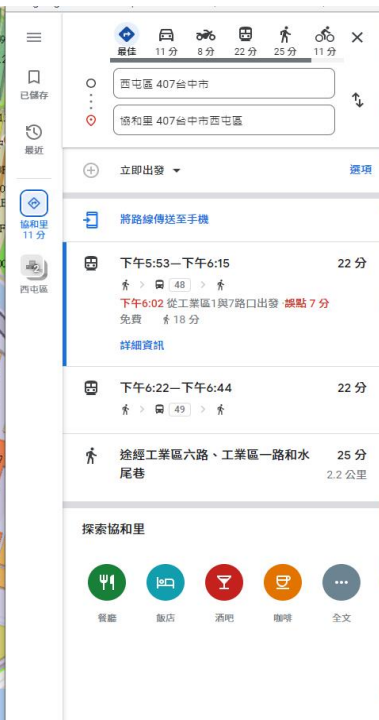 最佳 11 分 8 分 22 分 25 分 11 分
已儲存
西屯區 407台中市
協和里 407台中市西屯區
最近
立即出發
選項
協和里
11 分
將路線傳送至手機
2
西屯區
下午5:53—下午6:15 22 分
48
下午6:02 從工業區1與7路口出發 · 誤點 7 分
免費 18 分
詳細資訊
下午6:22—下午6:44 22 分
49
途經工業區六路、工業區一路和水尾巷 25 分
2.2 公里
探索協和里
餐廳 飯店 酒吧 咖啡 全文